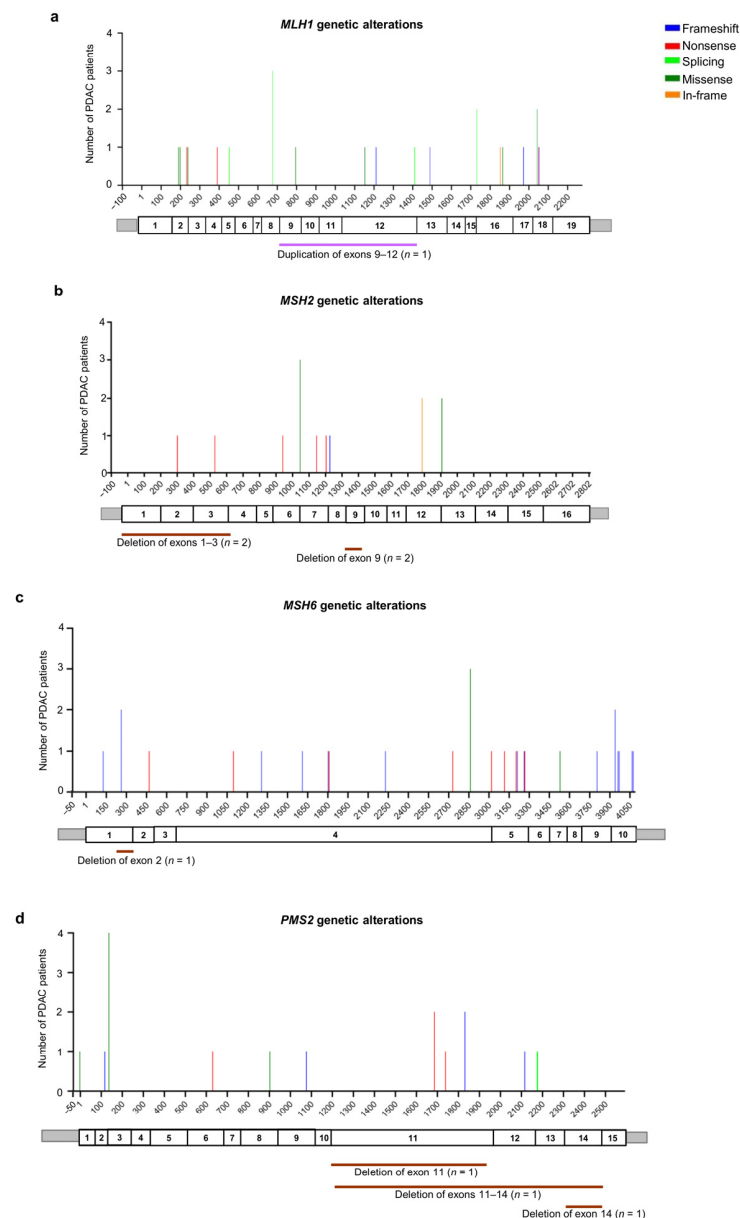 a
MLH1 genetic alterations
Frameshift
Nonsense
Splicing
Missense
In-frame
Number of PDAC patients
4
3
2
1
0
–100 1 100 200 300 400 500 600 700 800 900 1000 1100 1200 1300 1400 1500 1600 1700 1800 1900 2000 2100 2200
1 2 3 4 5 6 7 8 9 10 11 12 13 14 15 16 17 18 19
Duplication of exons 9–12 (n = 1)
b
MSH2 genetic alterations
Number of PDAC patients
4
3
2
1
0
-100 1 100 200 300 400 500 600 700 800 900 1000 1100 1200 1300 1400 1500 1600 1700 1800 1900 2000 2100 2200 2300 2400 2500 2602 2702 2802
1 2 3 4 5 6 7 8 9 10 11 12 13 14 15 16
Deletion of exons 1–3 (n = 2)
Deletion of exon 9 (n = 2)
c
MSH6 genetic alterations
Number of PDAC patients
4
3
2
1
0
-50 1 150 300 450 600 750 900 1050 1200 1350 1500 1650 1800 1950 2100 2250 2400 2550 2700 2850 3000 3150 3300 3450 3600 3750 3900 4050
1 2 3 4 5 6 7 8 9 10
Deletion of exon 2 (n = 1)
d
PMS2 genetic alterations
Number of PDAC patients
4
3
2
1
0
-50 1 100 200 300 400 500 600 700 800 900 1000 1100 1200 1300 1400 1500 1600 1700 1800 1900 2000 2100 2200 2300 2400 2500
1 2 3 4 5 6 7 8 9 10 11 12 13 14 15
Deletion of exon 11 (n = 1)
Deletion of exons 11–14 (n = 1)
Deletion of exon 14 (n = 1)